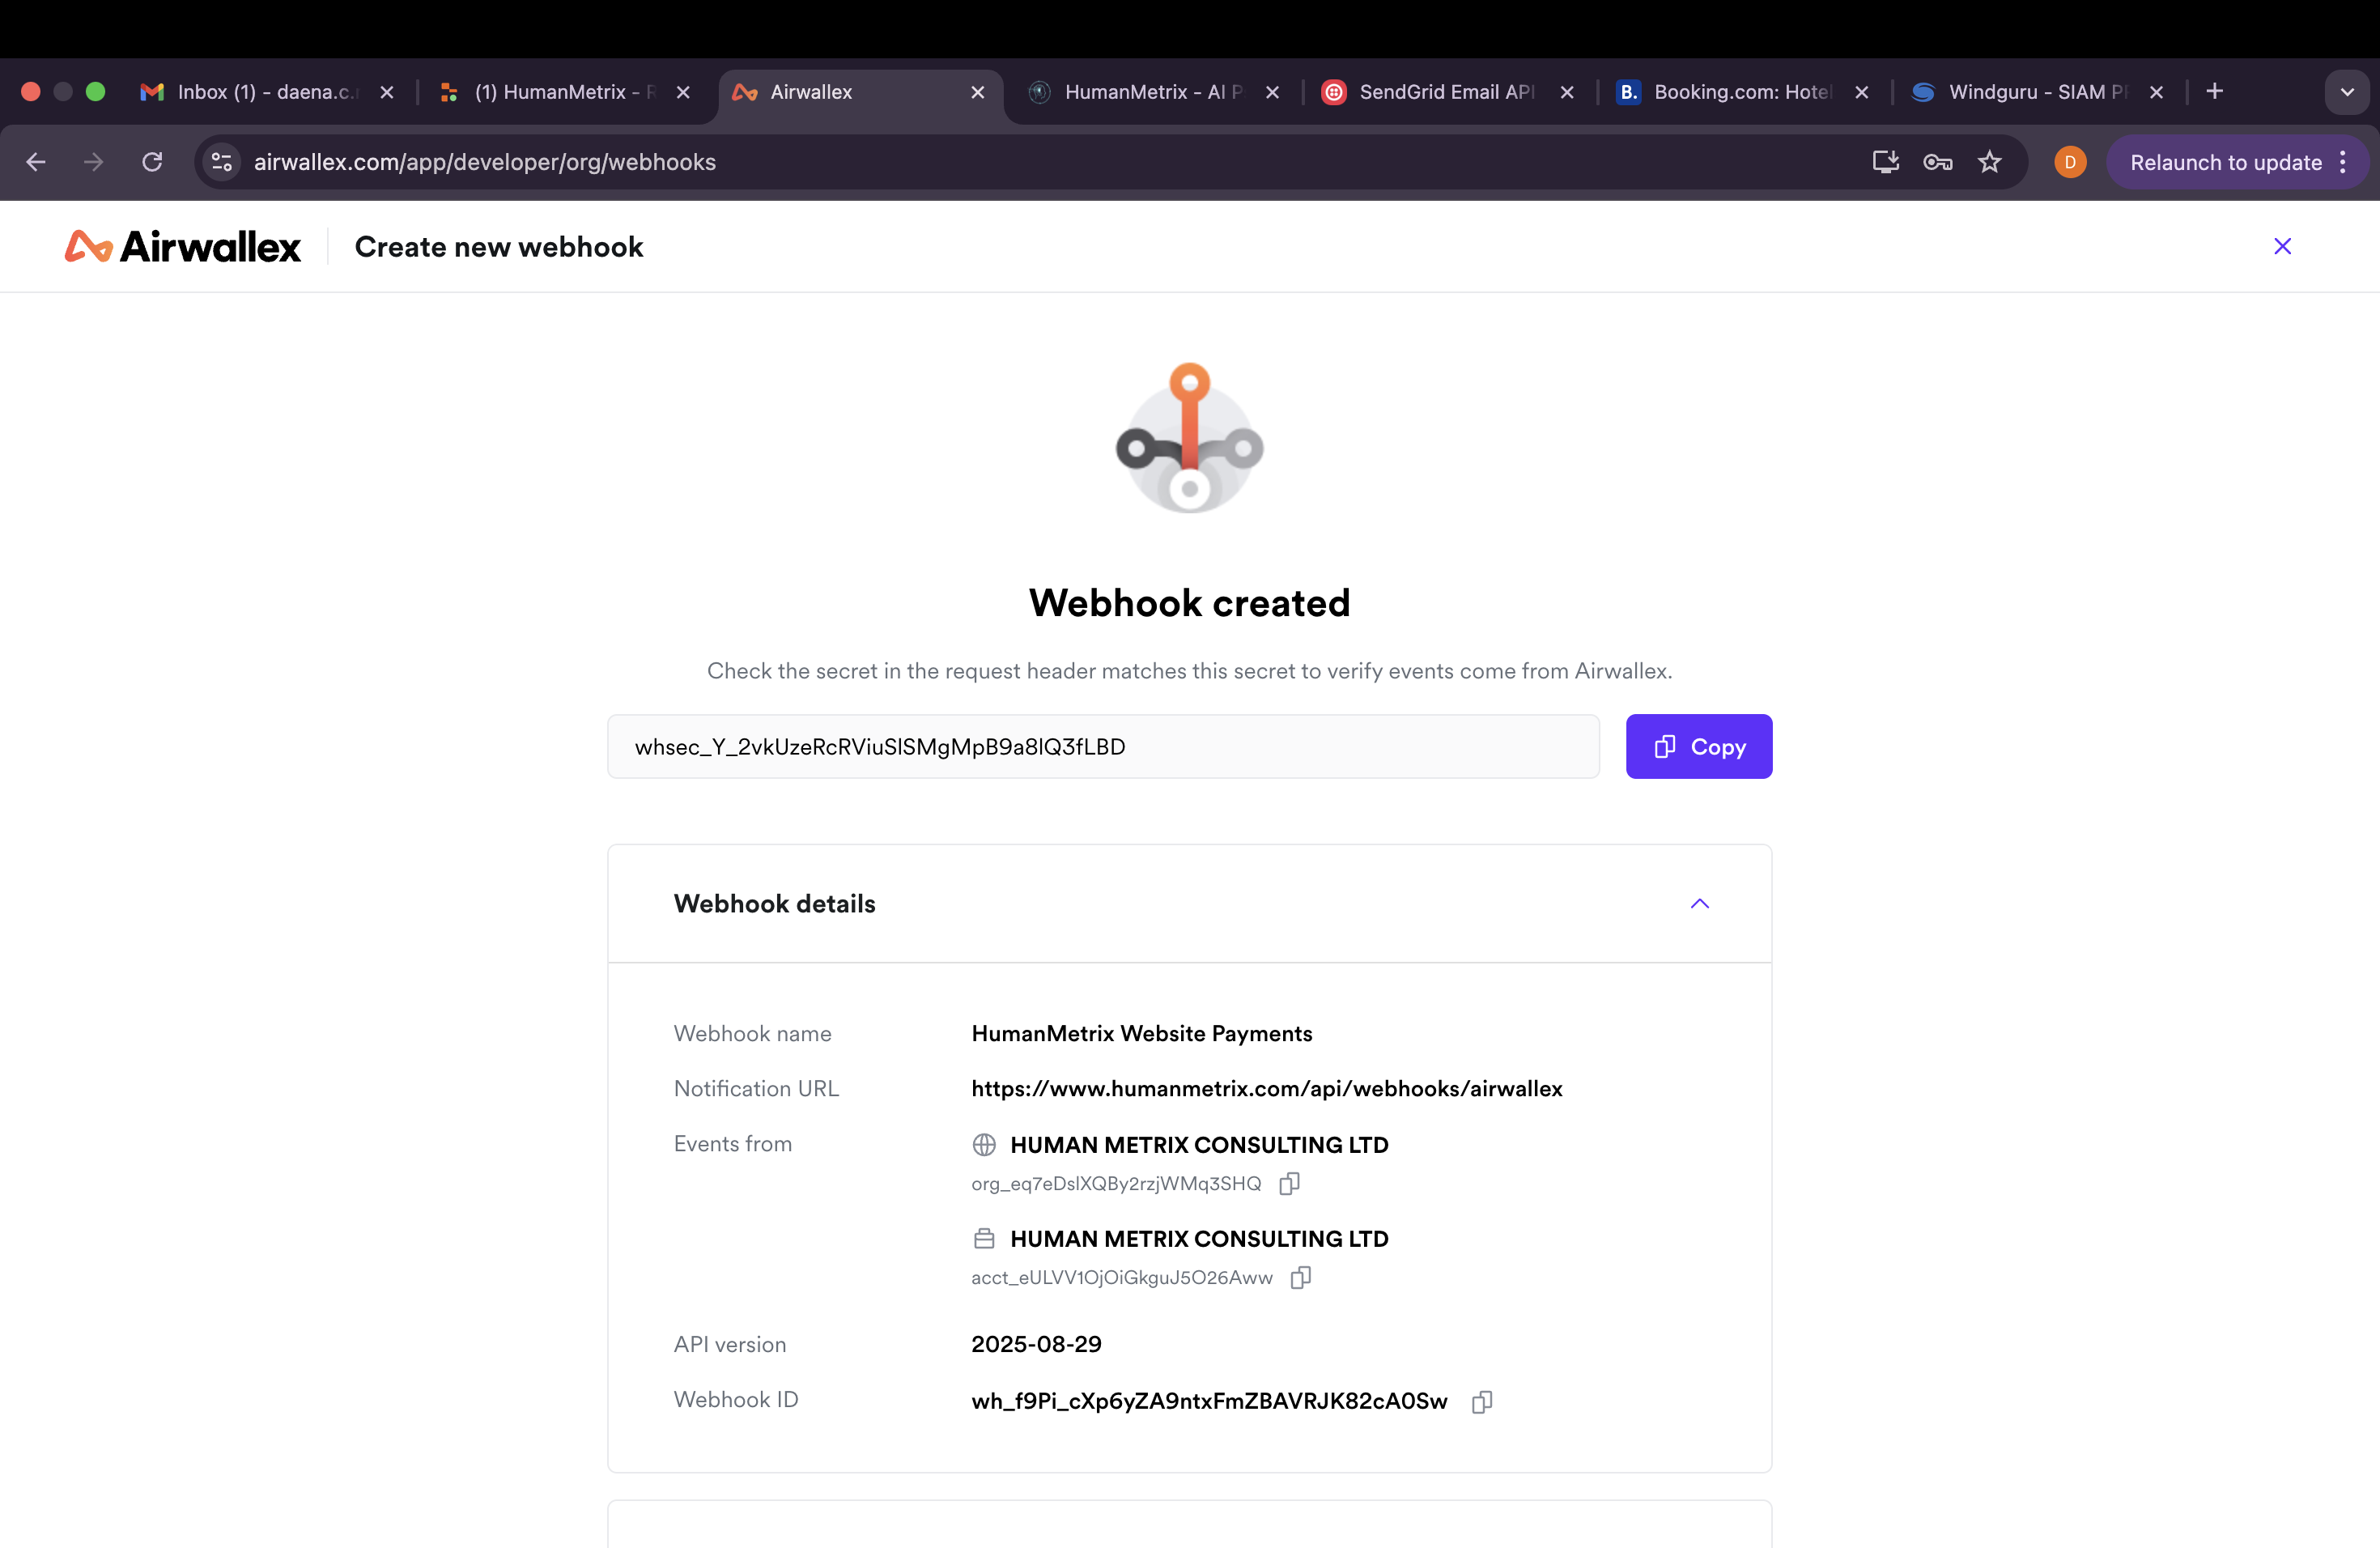 Inbox (1) - daena.c.
(1) HumanMetrix -
Airwallex
HumanMetrix - AI P
SendGrid Email API
B. Booking.com: Hotel
Windguru - SIAM
airwallex.com/app/developer/org/webhooks
D
Relaunch to update
Airwallex
Create new webhook
Webhook created
Check the secret in the request header matches this secret to verify events come from Airwallex.
whsec_Y_2vkUzeRcRViuSlSMgMpB9a8lQ3fLBD
Copy
Webhook details
Webhook name
HumanMetrix Website Payments
Notification URL
https://www.humanmetrix.com/api/webhooks/airwallex
Events from
HUMAN METRIX CONSULTING LTD
org_eq7eDslXQBy2rzjWMq3SHQ
HUMAN METRIX CONSULTING LTD
acct_eULVV1OjOiGkguJ5O26Aww
API version
2025-08-29
Webhook ID
wh_f9Pi_cXp6yZA9ntxFmZBAVRJK82cA0Sw